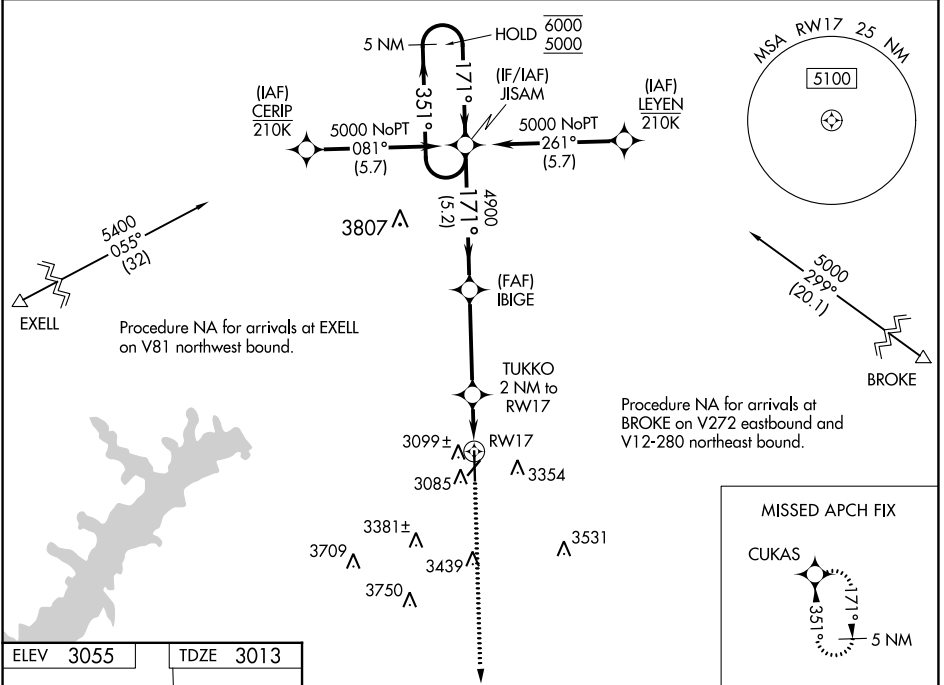 HOLD 6000
5000
5 NM
171°
351°
(IF/IAF)
JISAM
(IAF)
CERIP
210K
5000 NoPT
081°
(5.7)
(IAF)
LEYEN
210K
5000 NoPT
261°
(5.7)
MSA RW17 25 NM
5100
4900
171°
(5.2)
3807
5400
055°
(32)
EXELL
Procedure NA for arrivals at EXELL
on V81 northwest bound.
(FAF)
IBIGE
5000
299°
(20.1)
BROKE
Procedure NA for arrivals at
BROKE on V272 eastbound and
V12-280 northeast bound.
TUKKO
2 NM to
RW17
3099±
RW17
3085
3354
3381±
3709
3439
3531
3750
MISSED APCH FIX
CUKAS
171°
351°
5 NM
ELEV 3055
TDZE 3013